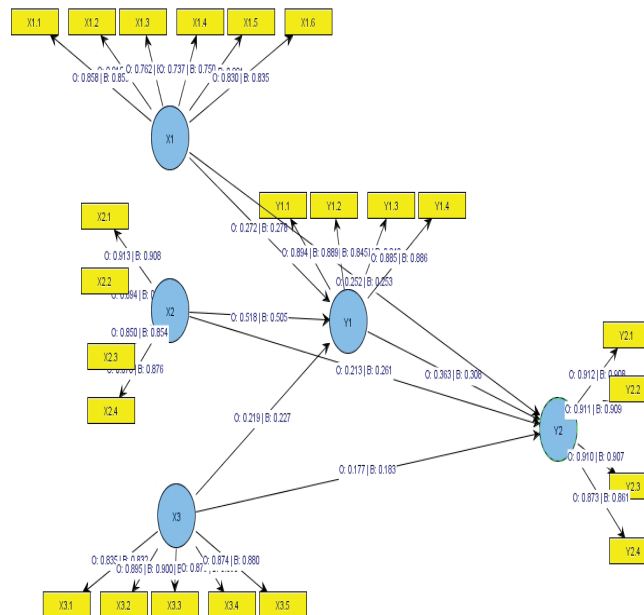 X1.1 X1.2 X1.3 X1.4 X1.5 X1.6
O: 0.858 | B: 0.762 | 0.737 | B: 0.830 | B: 0.835
X1
X2.1
Y1.1 Y1.2 Y1.3 Y1.4
O: 0.272 | B: 0.278
O: 0.913 | B: 0.908
O: 0.894 | B: 0.889 | B: 0.845 0.885 | B: 0.886
X2.2
O: 0.252 | B: 0.253
X2
O: 0.518 | B: 0.505
Y1
O: 0.850 | B: 0.854
Y2.1
X2.3
B: 0.876
O: 0.213 | B: 0.261
O: 0.363 | B: 0.308
O: 0.912 | B:
Y2.2
X2.4
O: 0.911 | B: 0.909
O: 0.219 | B: 0.227
Y2
O: 0.910 | B: 0.907
O: 0.177 | B: 0.183
Y2.3
O: 0.873 | B: 0.861
X3
Y2.4
O: 0.835 | B: 0.895 | B: 0.900 | 0.874 | B: 0.880
X3.1 X3.2 X3.3 X3.4 X3.5